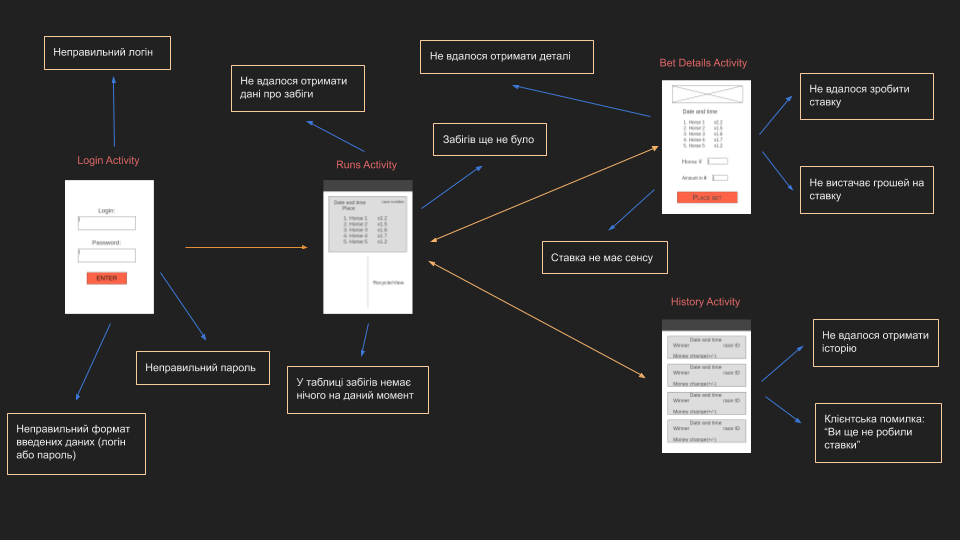 Неправильний логін
Не вдалося отримати
дані про забіги
Не вдалося отримати деталі
Забігів ще не було
Bet Details Activity
Не вдалося зробити
ставку
Login Activity
Runs Activity
Date and time
1. Horse 1 x2.2
2. Horse 2 x1.5
3. Horse 3 x1.6
4. Horse 4 x1.7
5. Horse 5 x1.2
Horse #
Amount in #
PLACE BET
Не вистачає грошей на
ставку
Login:
Password:
ENTER
Date and time
Place
1. Horse 1 x2.2
2. Horse 2 x1.5
3. Horse 3 x1.6
4. Horse 4 x1.7
5. Horse 5 x1.2
RecycleView
Ставка не має сенсу
History Activity
Date and time
Winner race ID
Money change(+/-)
Date and time
Winner race ID
Money change(+/-)
Date and time
Winner race ID
Money change(+/-)
Date and time
Winner race ID
Money change(+/-)
Не вдалося отримати
історію
Неправильний пароль
У таблиці забігів немає
нічого на даний момент
Неправильний формат
введених даних (логін
або пароль)
Клієнтська помилка:
“Ви ще не робили
ставки”